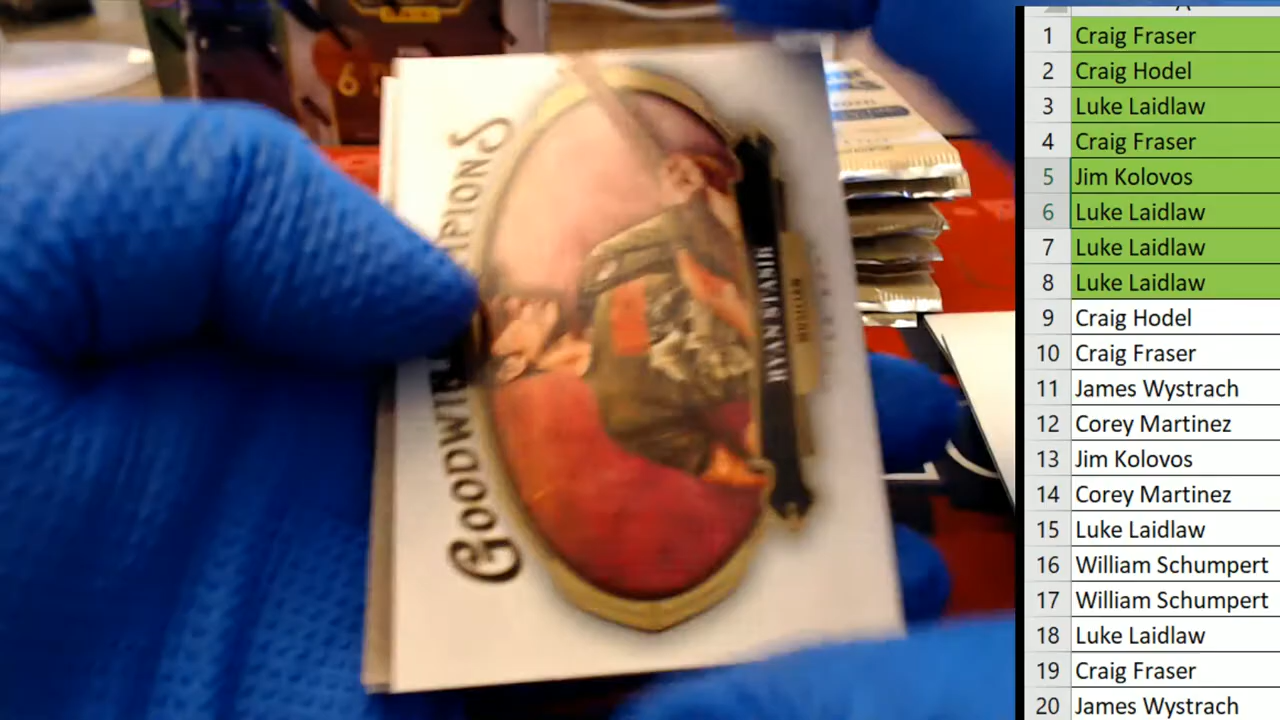 GOODWIN CHAMPIONS
RYAN STASIK
6
A
1 Craig Fraser
2 Craig Hodel
3 Luke Laidlaw
4 Craig Fraser
5 Jim Kolovos
6 Luke Laidlaw
7 Luke Laidlaw
8 Luke Laidlaw
9 Craig Hodel
10 Craig Fraser
11 James Wystrach
12 Corey Martinez
13 Jim Kolovos
14 Corey Martinez
15 Luke Laidlaw
16 William Schumpert
17 William Schumpert
18 Luke Laidlaw
19 Craig Fraser
20 James Wystrach